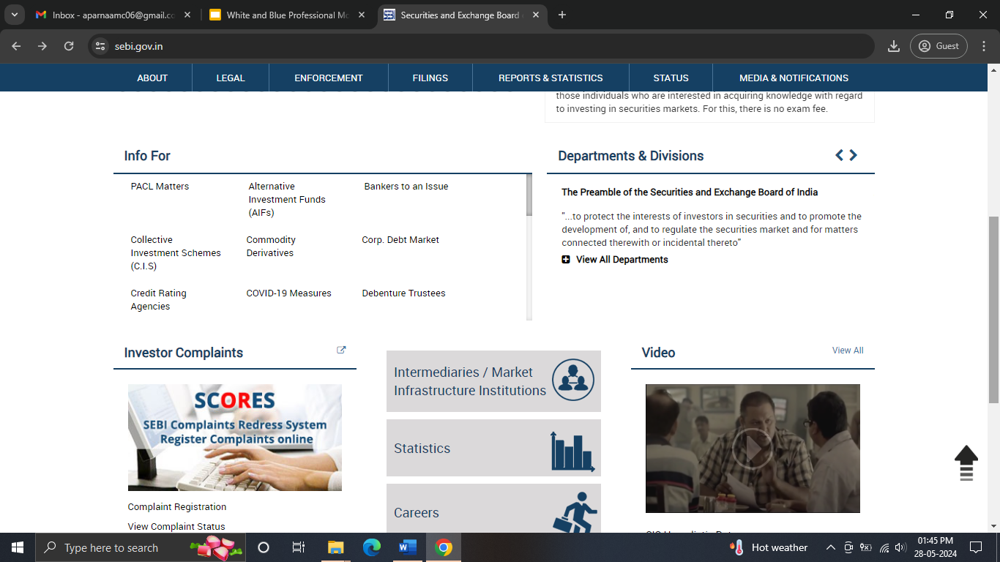 Inbox - aparnaamc06@gmail.co
White and Blue Professional Mo
Securities and Exchange Board
sebi.gov.in
Guest
ABOUT
LEGAL
ENFORCEMENT
FILINGS
REPORTS & STATISTICS
STATUS
MEDIA & NOTIFICATIONS
those individuals who are interested in acquiring knowledge with regard
to investing in securities markets. For this, there is no exam fee.
Info For
PACL Matters
Alternative
Investment Funds
(AIFs)
Bankers to an Issue
Collective
Investment Schemes
(C.I.S)
Commodity
Derivatives
Corp. Debt Market
Credit Rating
Agencies
COVID-19 Measures
Debenture Trustees
Departments & Divisions
The Preamble of the Securities and Exchange Board of India
"...to protect the interests of investors in securities and to promote the
development of, and to regulate the securities market and for matters
connected therewith or incidental thereto"
View All Departments
Investor Complaints
SCORES
SEBI Complaints Redress System
Register Complaints online
Complaint Registration
View Complaint Status
Intermediaries / Market
Infrastructure Institutions
Statistics
Careers
Video
View All
Type here to search
Hot weather
01:45 PM
28-05-2024